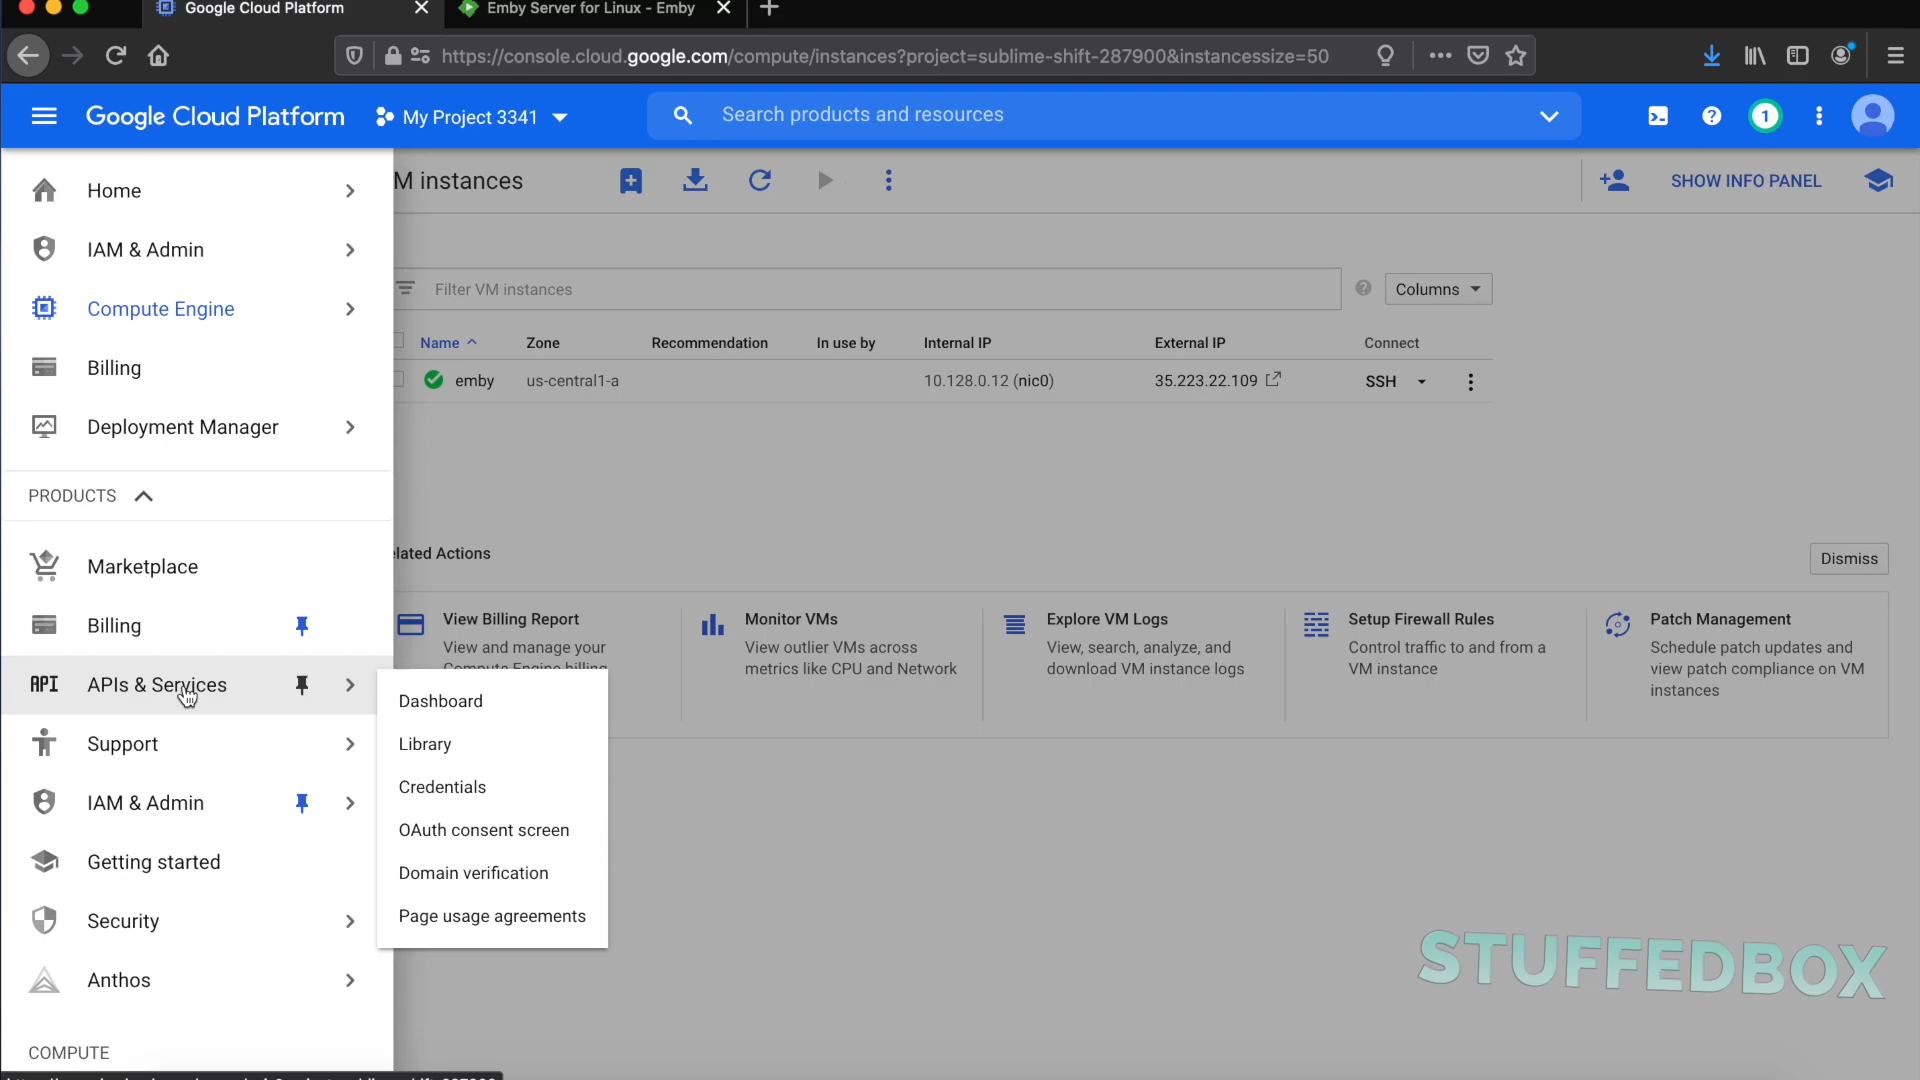 Google Cloud Platform
Emby Server for Linux - Emby
https://console.cloud.google.com/compute/instances?project=sublime-shift-287900&instancessize=50
Google Cloud Platform
My Project 3341
Search products and resources
1
Home
IAM & Admin
Compute Engine
Billing
Deployment Manager
PRODUCTS
Marketplace
Billing
API APIs & Services
Support
IAM & Admin
Getting started
Security
Anthos
COMPUTE
Dashboard
Library
Credentials
OAuth consent screen
Domain verification
Page usage agreements
M instances
SHOW INFO PANEL
Filter VM instances
Columns
Name Zone Recommendation In use by Internal IP External IP Connect
emby us-central1-a 10.128.0.12 (nic0) 35.223.22.109 SSH
elated Actions
Dismiss
View Billing Report
View and manage your
Compute Engine billing
Monitor VMs
View outlier VMs across
metrics like CPU and Network
Explore VM Logs
View, search, analyze, and
download VM instance logs
Setup Firewall Rules
Control traffic to and from a
VM instance
Patch Management
Schedule patch updates and
view patch compliance on VM
instances
STUFFEDBOX